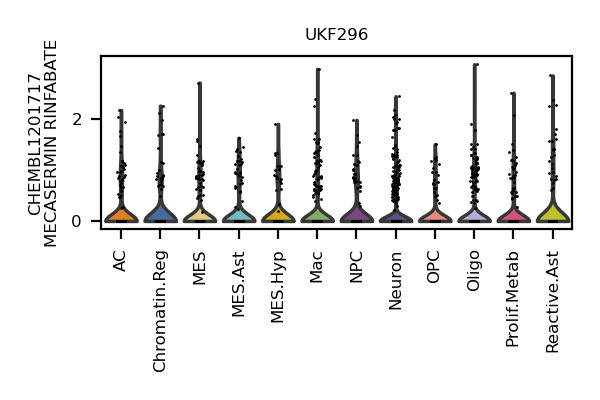 UKF296
CHEMBL1201717
MECASERMIN RINFABATE
2
0
AC
Chromatin.Reg
MES
MES.Ast
MES.Hyp
Mac
NPC
Neuron
OPC
Oligo
Prolif.Metab
Reactive.Ast